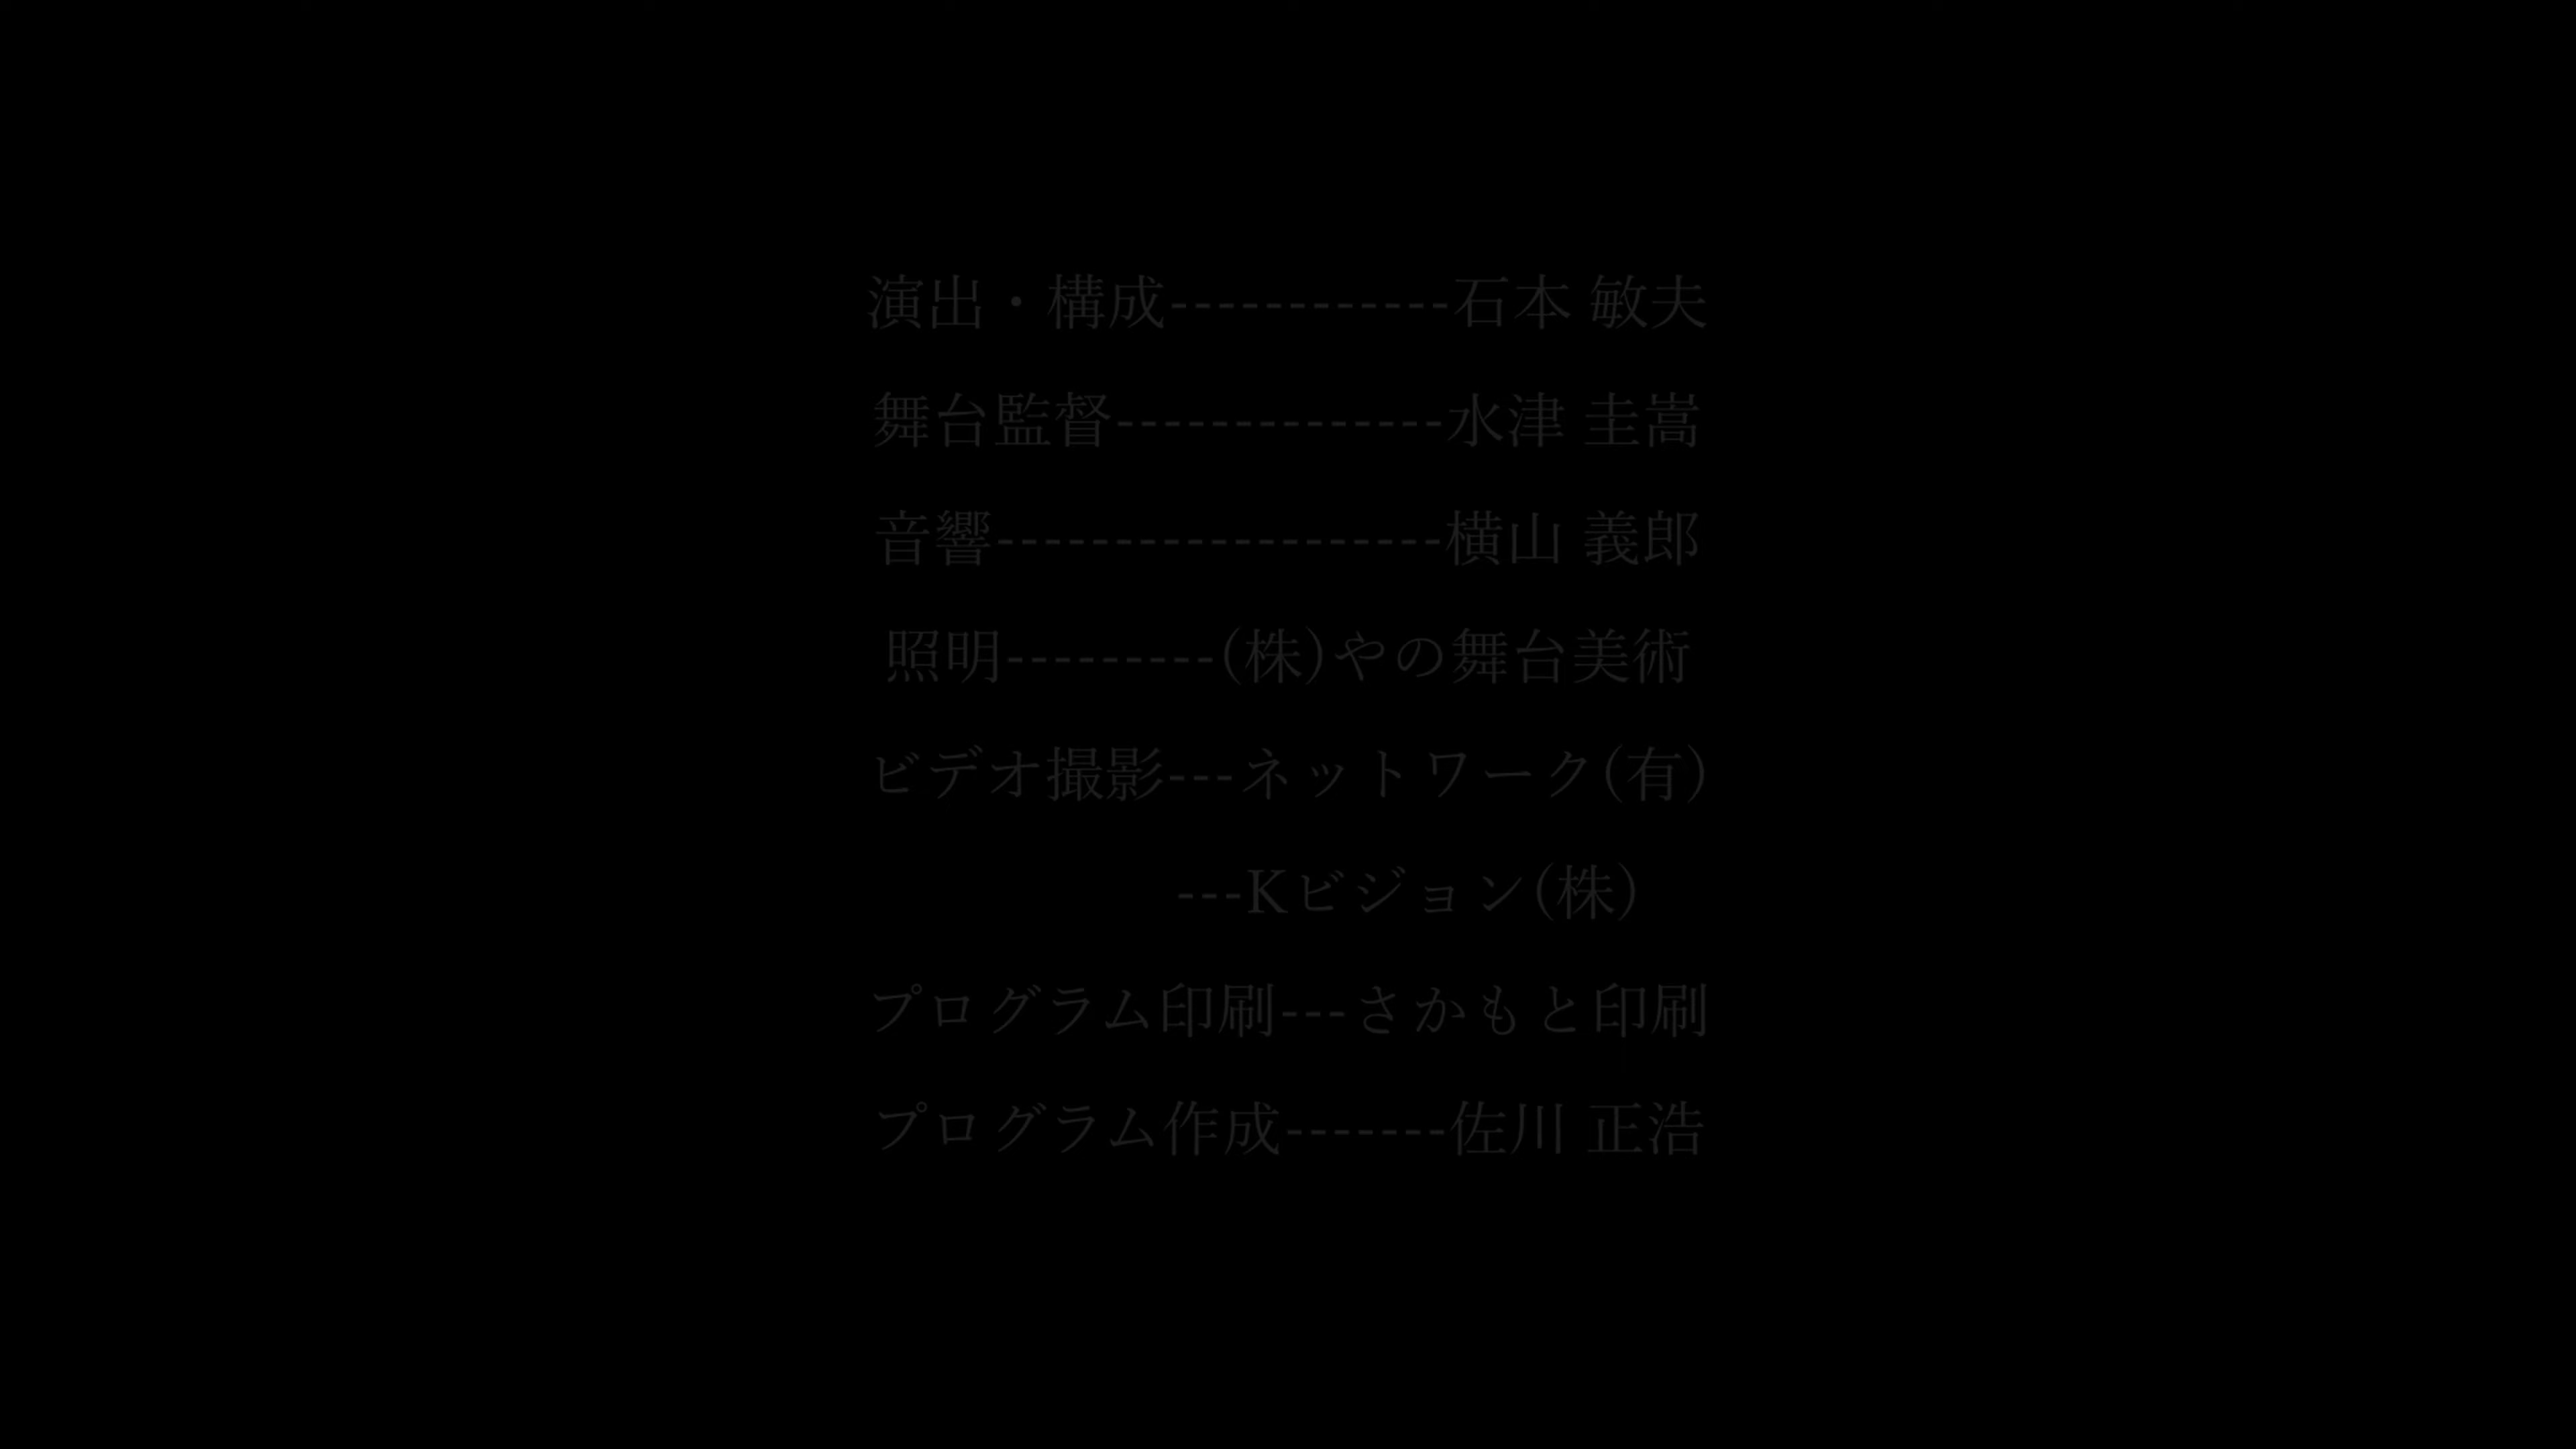 演出・構成------------石本 敏夫
舞台監督--------------水津 圭嵩
音響-------------------横山 義郎
照明---------(株)やの舞台美術
ビデオ撮影---ネットワーク(有)
---Kビジョン(株)
プログラム印刷---さかもと印刷
プログラム作成-------佐川 正浩